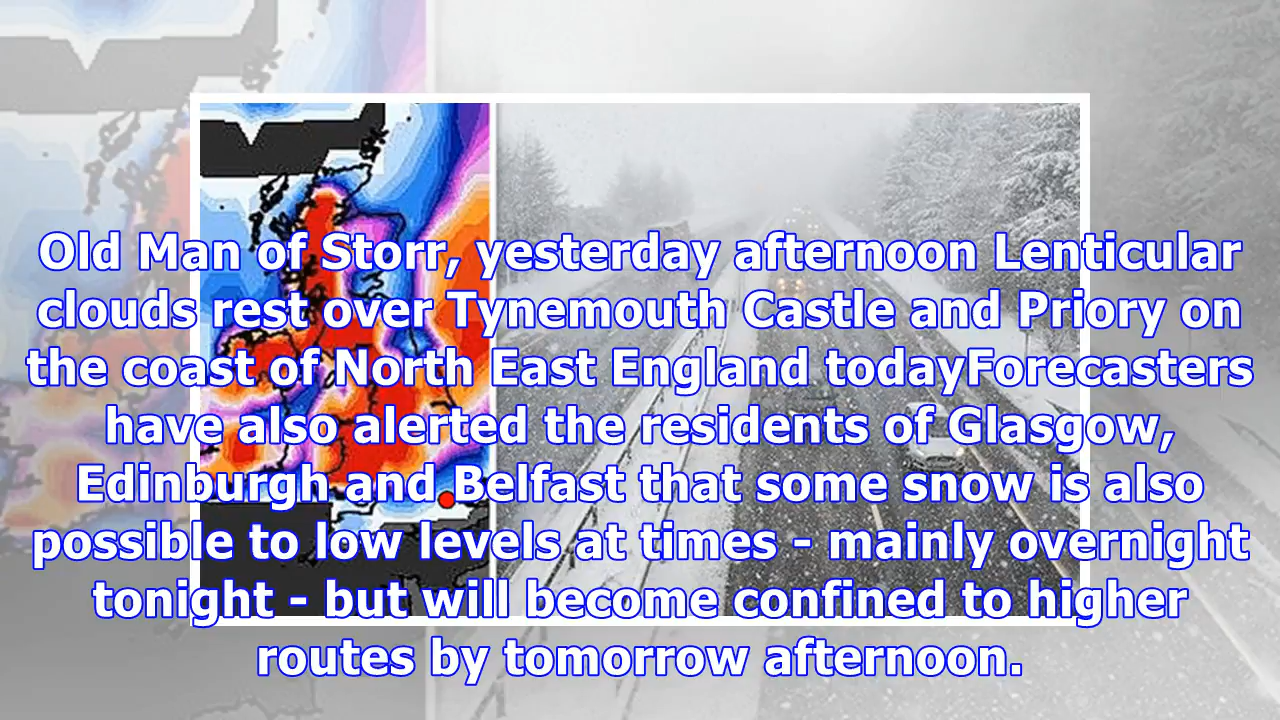 Old Man of Storr, yesterday afternoon Lenticular
clouds rest over Tynemouth Castle and Priory on
the coast of North East England todayForecasters
have also alerted the residents of Glasgow,
Edinburgh and Belfast that some snow is also
possible to low levels at times - mainly overnight
tonight - but will become confined to higher
routes by tomorrow afternoon.